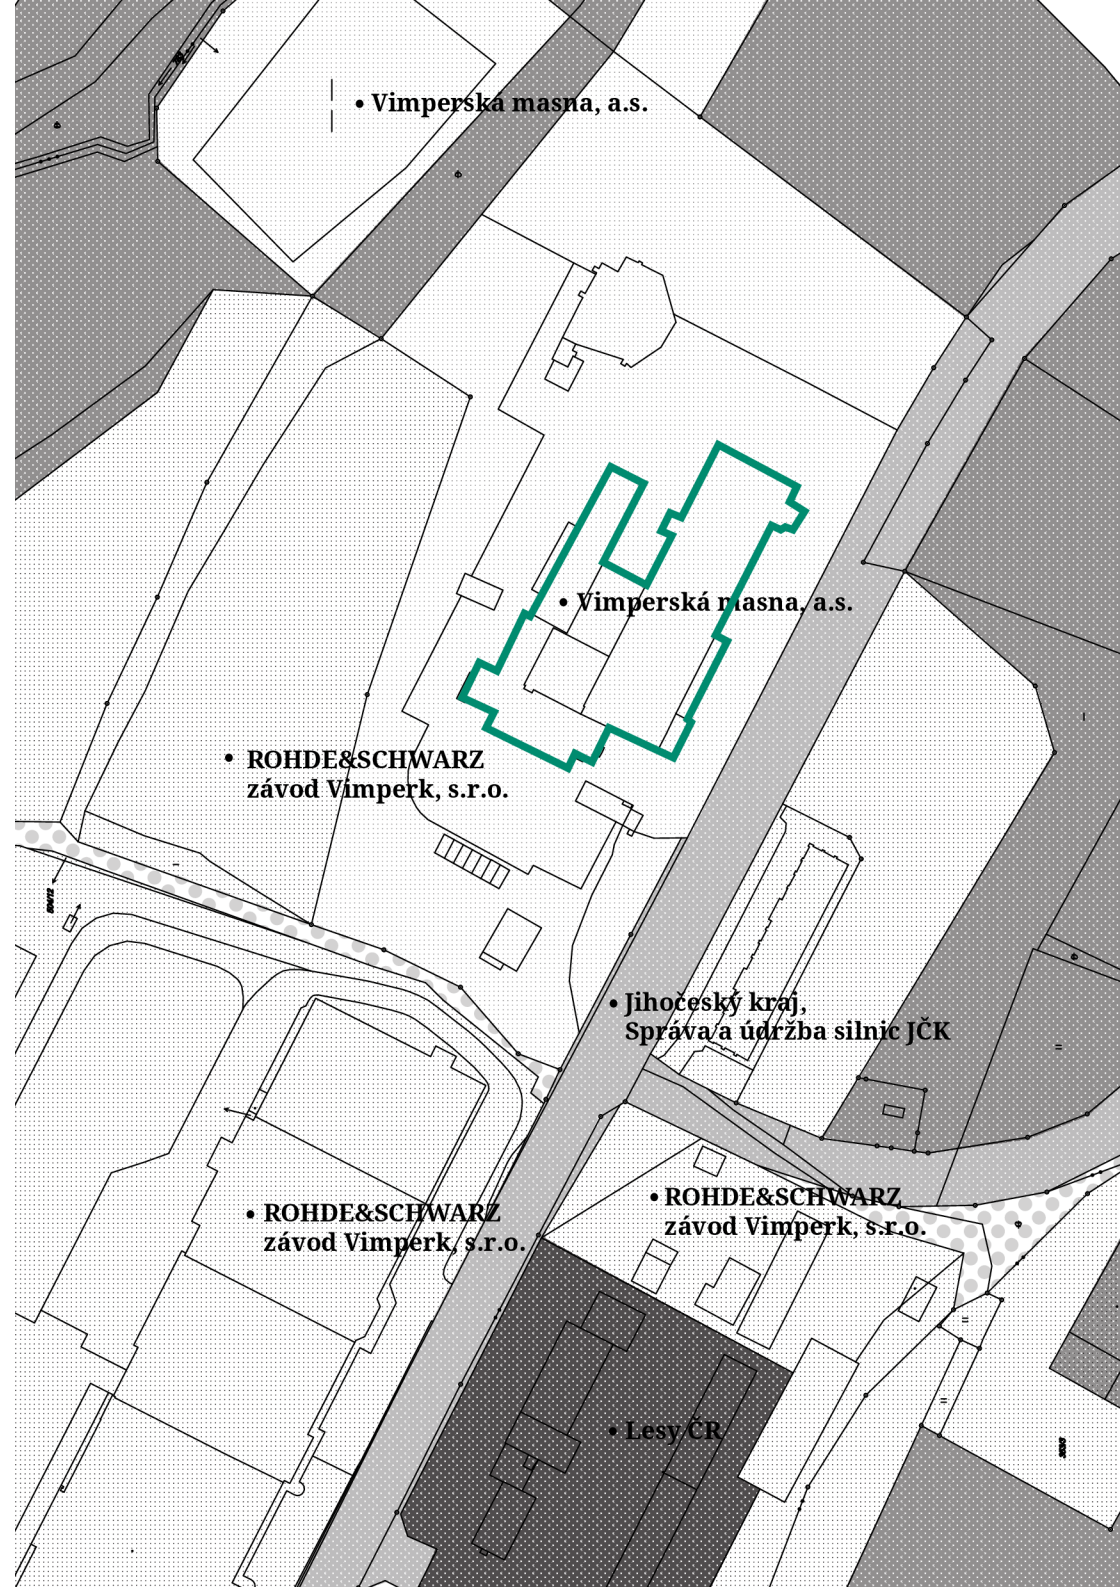 • Vimperská masna, a.s.
• Vimperská masna, a.s.
• ROHDE&SCHWARZ
závod Vimperk, s.r.o.
• Jihočeský kraj,
Správa a údržba silnic JČK
• ROHDE&SCHWARZ
závod Vimperk, s.r.o.
• ROHDE&SCHWARZ
závod Vimperk, s.r.o.
• Lesy ČR